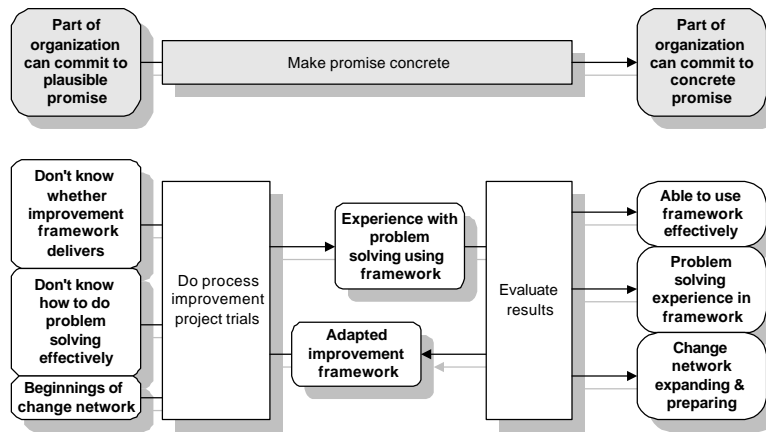 Part of
organization
can commit to
plausible
promise
Make promise concrete
Part of
organization
can commit to
concrete
promise
Don't know
whether
improvement
framework
delivers
Don't know
how to do
problem
solving
effectively
Beginnings of
change network
Do process
improvement
project trials
Experience with
problem
solving using
framework
Adapted
improvement
framework
Evaluate
results
Able to use
framework
effectively
Problem
solving
experience in
framework
Change
network
expanding &
preparing